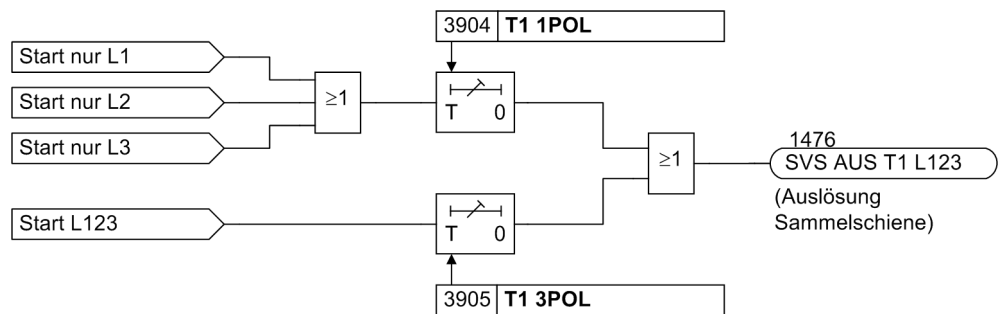 3904 T1 1POL
Start nur L1
Start nur L2
Start nur L3
≥1
T 0
≥1
1476
SVS AUS T1 L123
(Auslösung
Sammelschiene)
Start L123
T 0
3905 T1 3POL